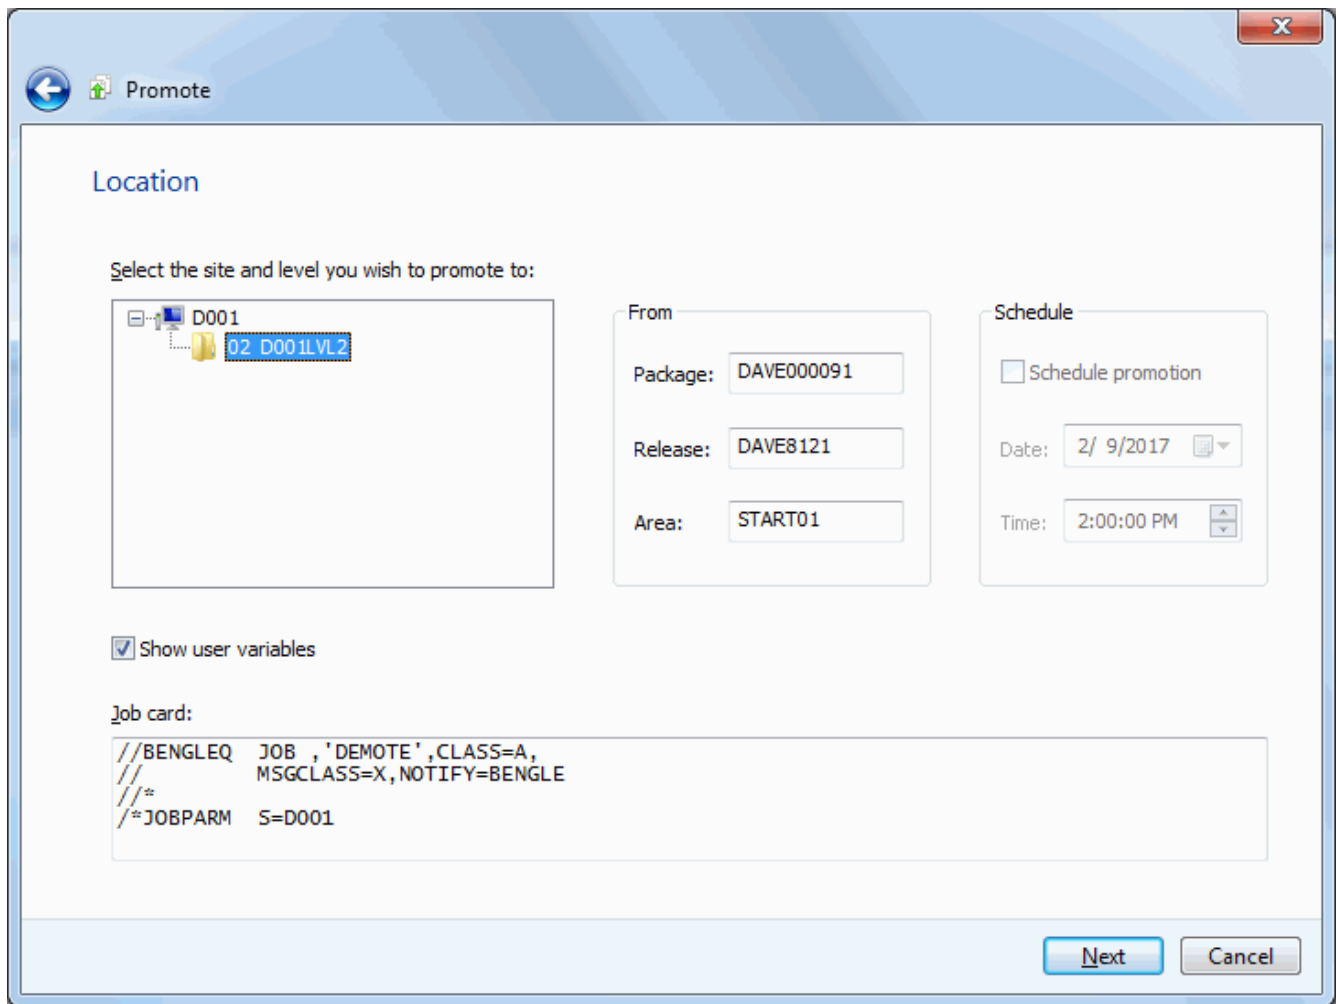 Promote
Location
Select the site and level you wish to promote to:
D001
02 D001LVL2
From
Package: DAVE000091
Release: DAVE8121
Area: START01
Schedule
Schedule promotion
Date: 2/ 9/2017
Time: 2:00:00 PM
Show user variables
Job card:
//BENGLEQ  JOB ,'DEMOTE',CLASS=A,
//         MSGCLASS=X,NOTIFY=BENGLE
//*
/*JOBPARM  S=D001
Next
Cancel